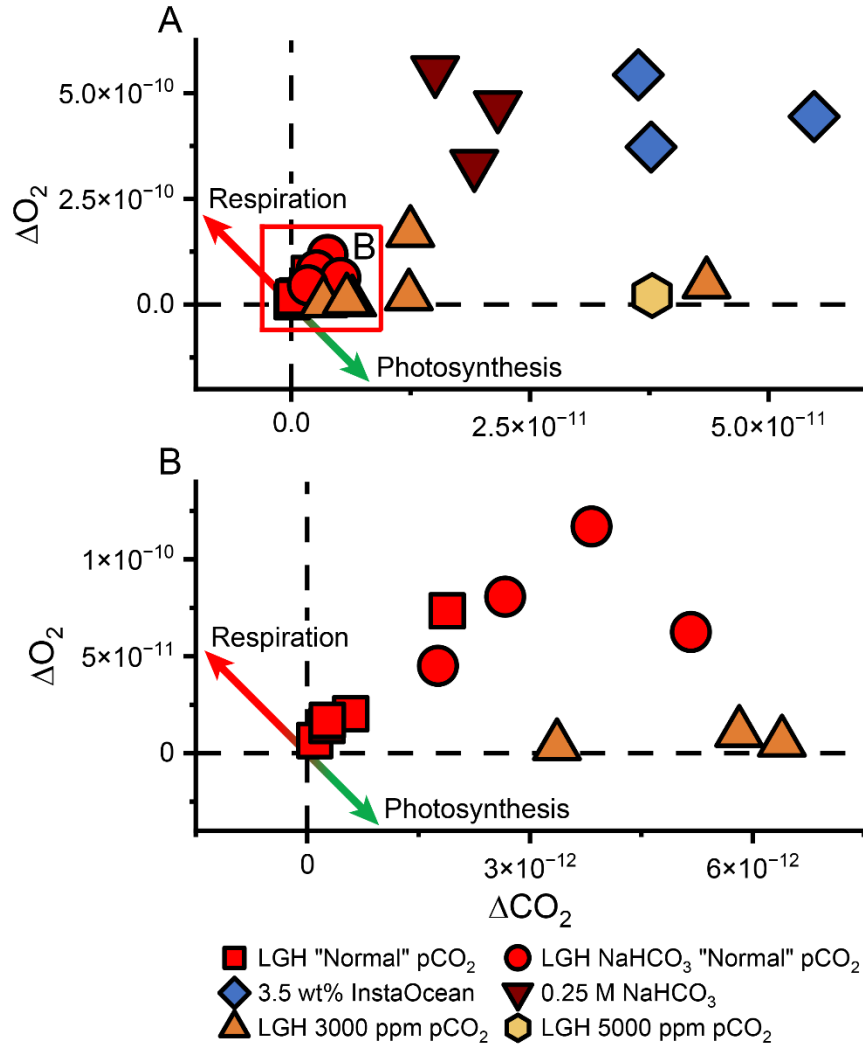 A
ΔO₂
5.0×10⁻¹⁰
2.5×10⁻¹⁰
0.0
Respiration
B
Photosynthesis
0.0
2.5×10⁻¹¹
5.0×10⁻¹¹
B
ΔO₂
1×10⁻¹⁰
5×10⁻¹¹
0
Respiration
Photosynthesis
0
3×10⁻¹²
6×10⁻¹²
ΔCO₂
LGH "Normal" pCO₂
LGH NaHCO₃ "Normal" pCO₂
3.5 wt% InstaOcean
0.25 M NaHCO₃
LGH 3000 ppm pCO₂
LGH 5000 ppm pCO₂